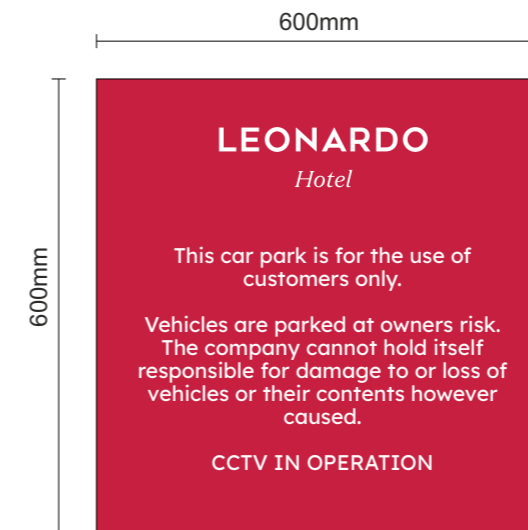 600mm
600mm
LEONARDO
Hotel
This car park is for the use of
customers only.
Vehicles are parked at owners risk.
The company cannot hold itself
responsible for damage to or loss of
vehicles or their contents however
caused.
CCTV IN OPERATION